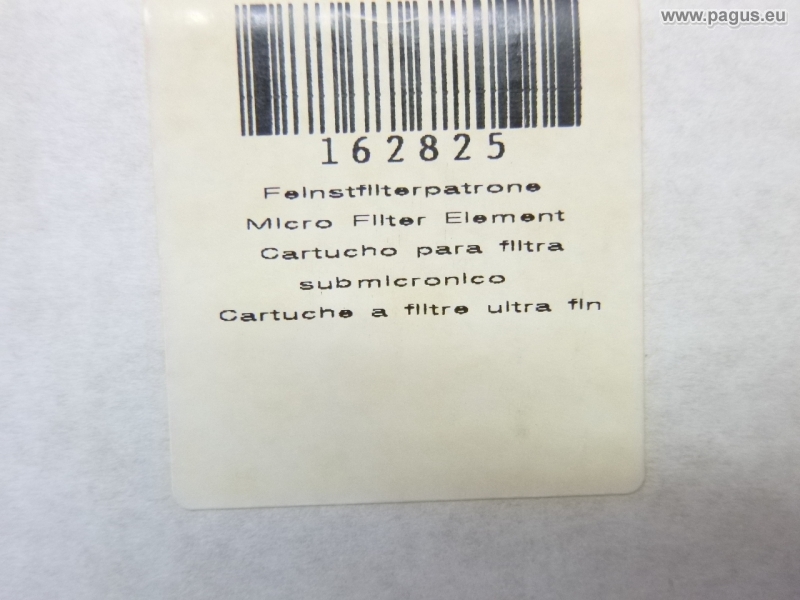 www.pagus.eu
162825
Feinstfilterpatrone
Micro Filter Element
Cartucho para filtra
submicronico
Cartuche a filtre ultra fin